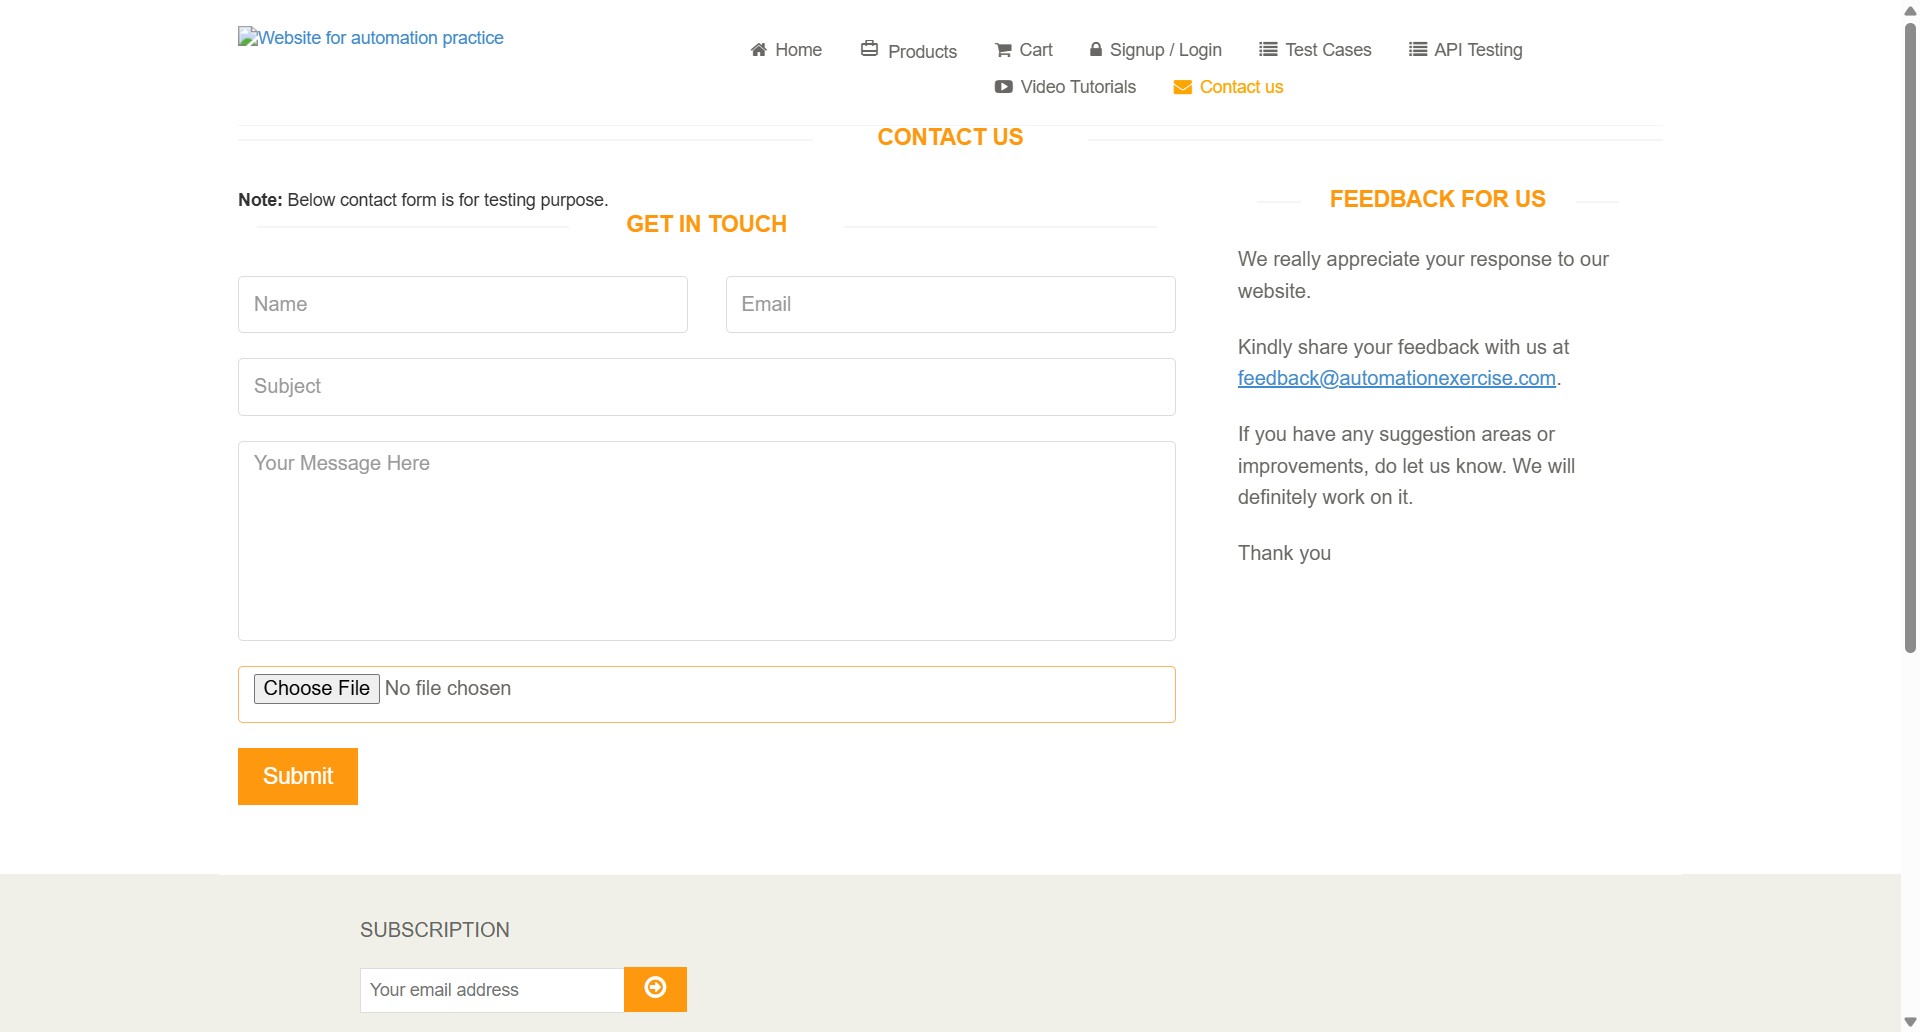 Website for automation practice
Home Products Cart Signup / Login Test Cases API Testing
Video Tutorials Contact us
CONTACT US
Note: Below contact form is for testing purpose.
GET IN TOUCH
Name Email
Subject
Your Message Here
Choose File No file chosen
Submit
FEEDBACK FOR US
We really appreciate your response to our
website.
Kindly share your feedback with us at
feedback@automationexercise.com.
If you have any suggestion areas or
improvements, do let us know. We will
definitely work on it.
Thank you
SUBSCRIPTION
Your email address